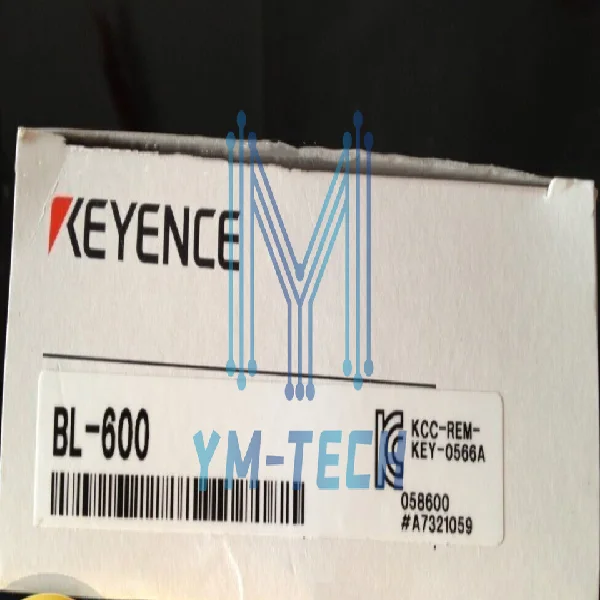 KEYENCE
BL-600
KCC-REM-
KEY-0566A
YM-TECH
058600
#A7321059